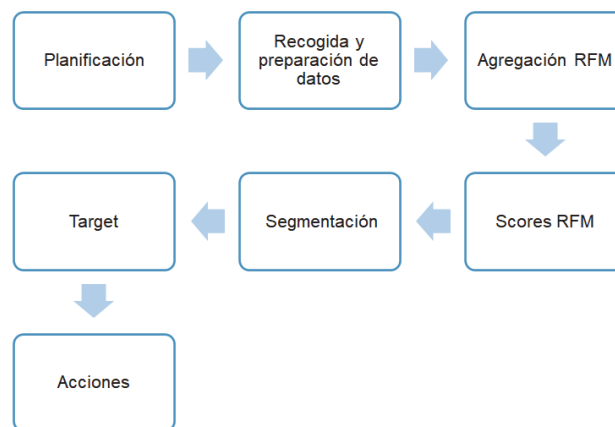 Planificación
Recogida y
preparación de
datos
Agregación RFM
Scores RFM
Segmentación
Target
Acciones